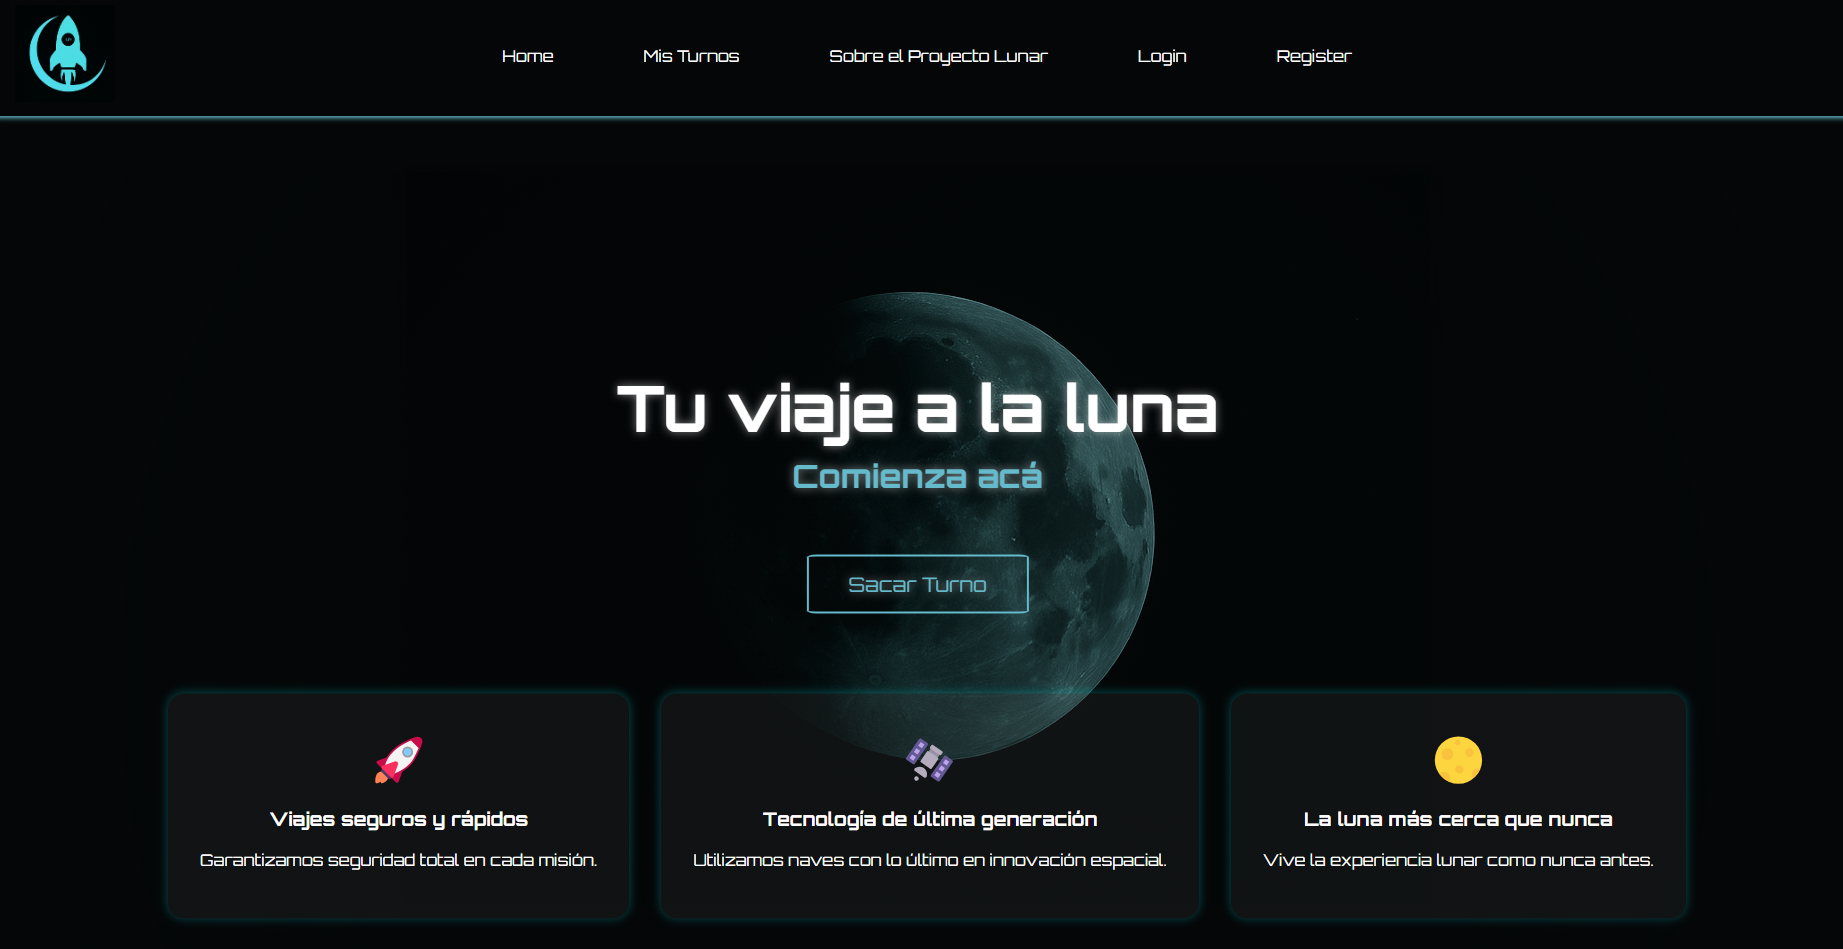 Home
Mis Turnos
Sobre el Proyecto Lunar
Login
Register
Tu viaje a la luna
Comienza acá
Sacar Turno
Viajes seguros y rápidos
Garantizamos seguridad total en cada misión.
Tecnología de última generación
Utilizamos naves con lo último en innovación espacial.
La luna más cerca que nunca
Vive la experiencia lunar como nunca antes.